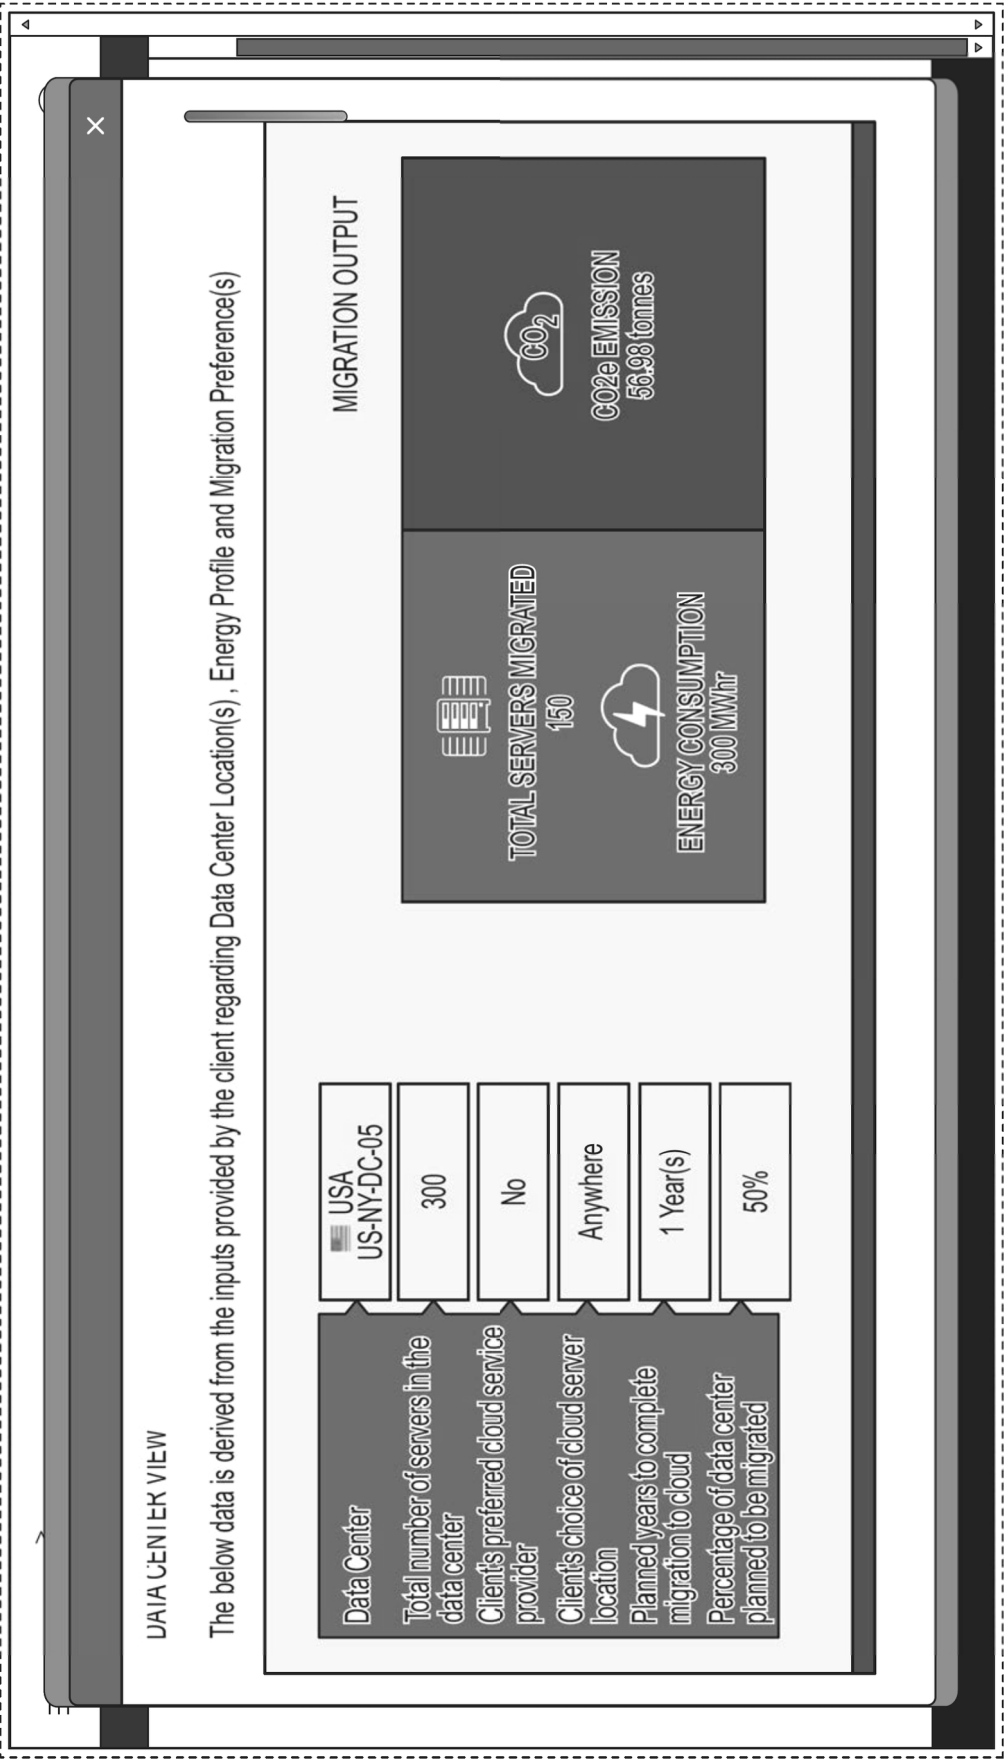 DATA CENTER VIEW
The below data is derived from the inputs provided by the client regarding Data Center Location(s) , Energy Profile and Migration Preference(s)
Data Center
USA
US-NY-DC-05
Total number of servers in the
data center
300
Client's preferred cloud service
provider
No
Client's choice of cloud server
location
Anywhere
Planned years to complete
migration to cloud
1 Year(s)
Percentage of data center
planned to be migrated
50%
MIGRATION OUTPUT
TOTAL SERVERS MIGRATED
150
ENERGY CONSUMPTION
300 MWhr
CO2
CO2e EMISSION
56.98 tonnes